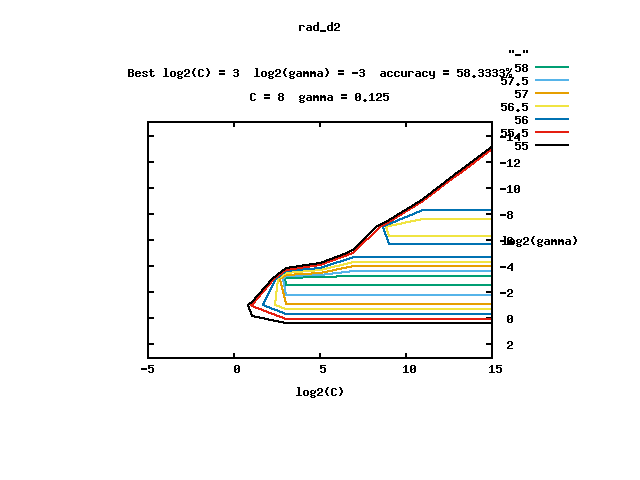 rad_d2
"-"
Best log2(C) = 3 log2(gamma) = -3 accuracy = 58.3333%
58
57.5
C = 8 gamma = 0.125
57
56.5
56
55.5
-14
55
-12
-10
-8
-6
log2(gamma)
-4
-2
0
2
-5 0 5 10 15
log2(C)